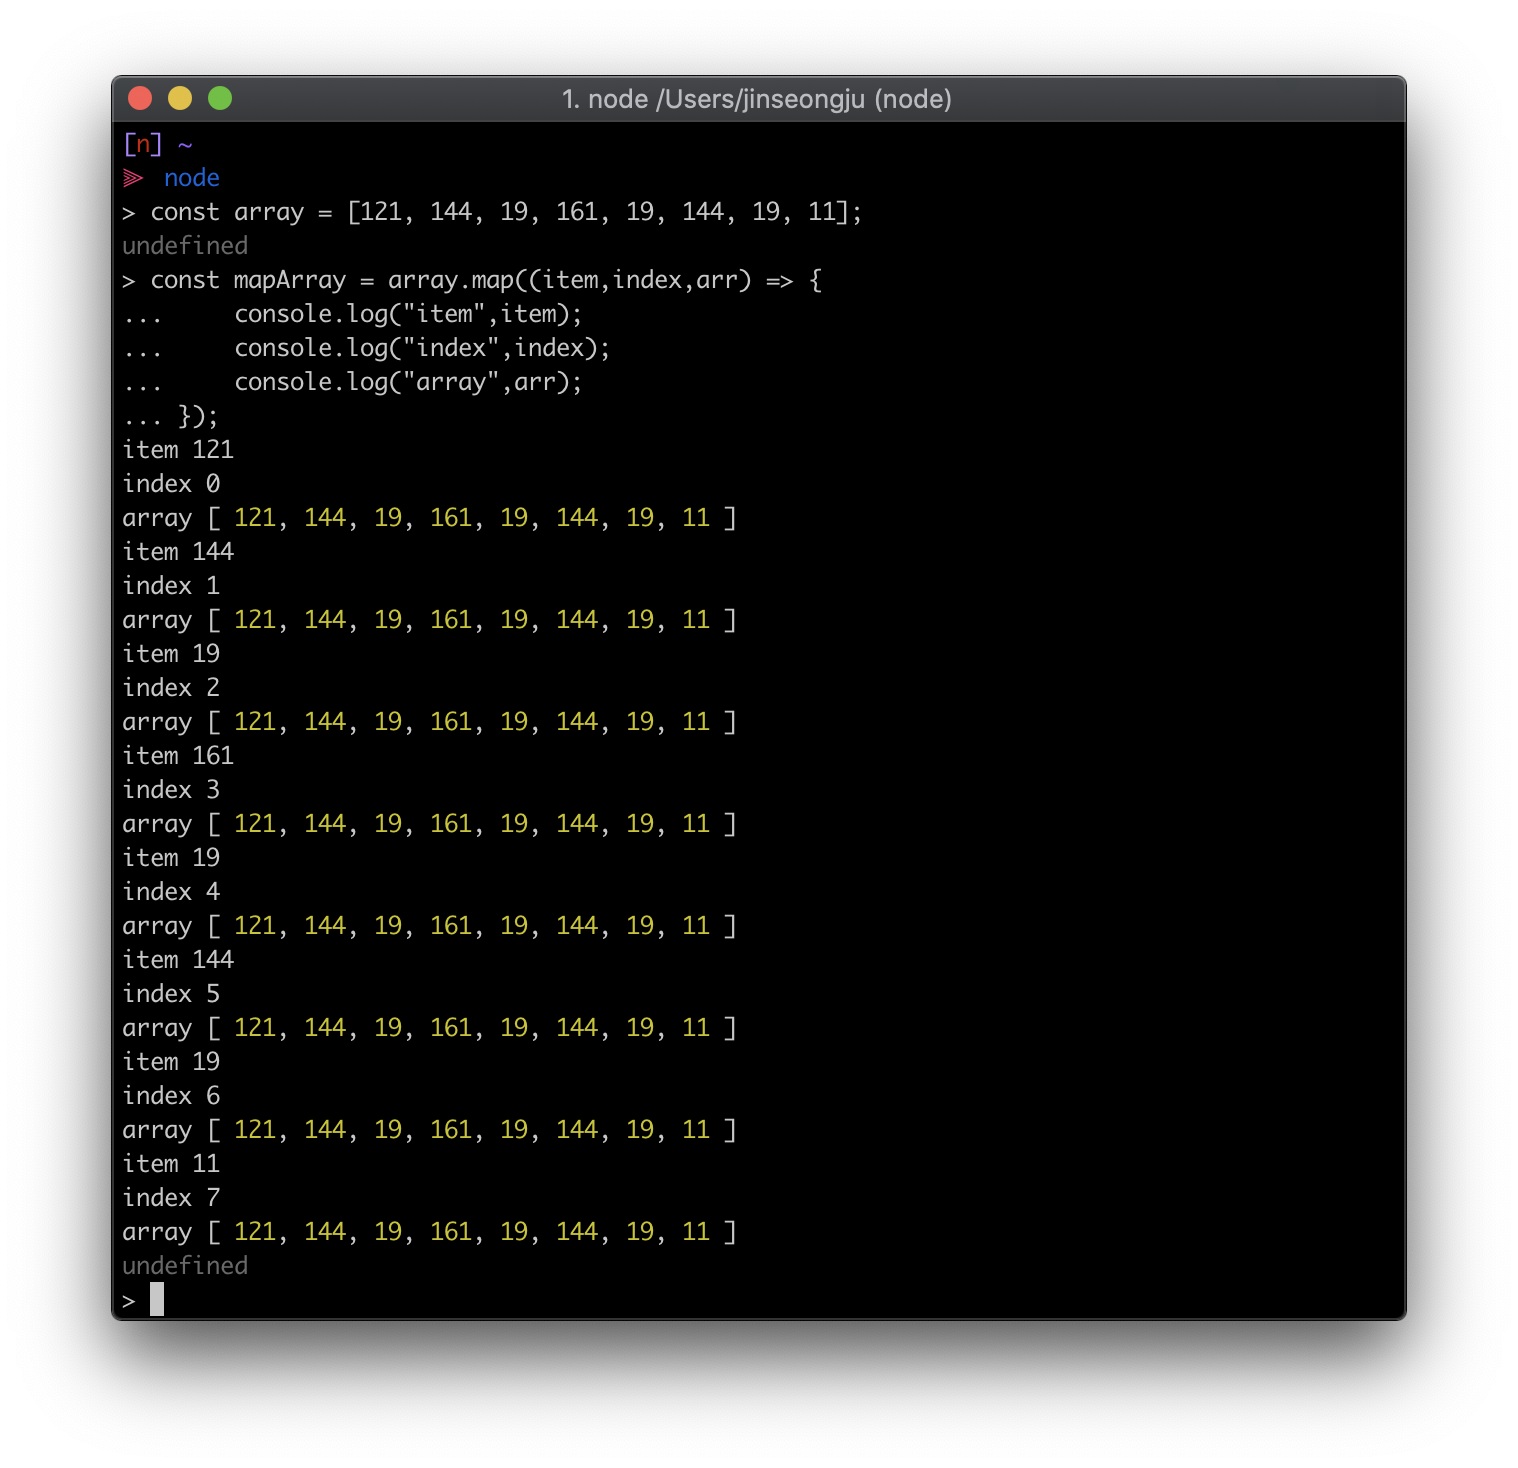 1. node /Users/jinseongju (node)
[n] ~
node
> const array = [121, 144, 19, 161, 19, 144, 19, 11];
undefined
> const mapArray = array.map((item,index,arr) => {
...     console.log("item",item);
...     console.log("index",index);
...     console.log("array",arr);
... });
item 121
index 0
array [ 121, 144, 19, 161, 19, 144, 19, 11 ]
item 144
index 1
array [ 121, 144, 19, 161, 19, 144, 19, 11 ]
item 19
index 2
array [ 121, 144, 19, 161, 19, 144, 19, 11 ]
item 161
index 3
array [ 121, 144, 19, 161, 19, 144, 19, 11 ]
item 19
index 4
array [ 121, 144, 19, 161, 19, 144, 19, 11 ]
item 144
index 5
array [ 121, 144, 19, 161, 19, 144, 19, 11 ]
item 19
index 6
array [ 121, 144, 19, 161, 19, 144, 19, 11 ]
item 11
index 7
array [ 121, 144, 19, 161, 19, 144, 19, 11 ]
undefined
>